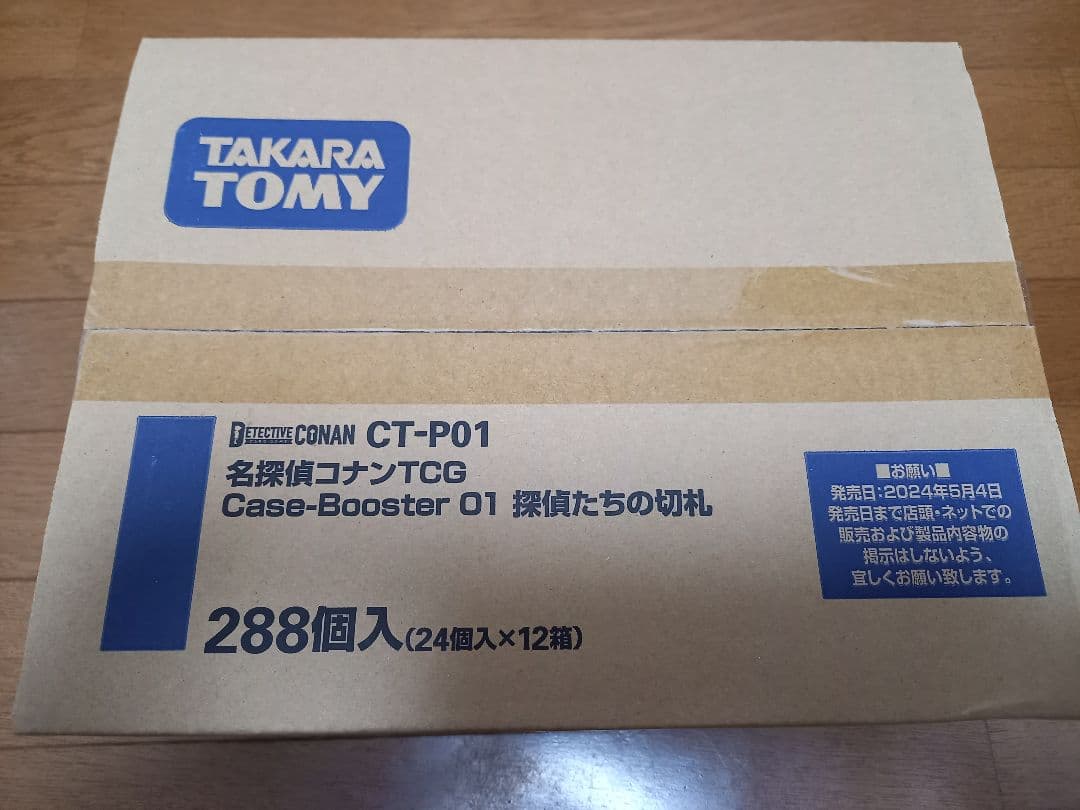 TAKARA
TOMY
DETECTIVE CONAN CT-P01
名探偵コナンTCG
Case-Booster 01 探偵たちの切札
288個入(24個入×12箱)
■お願い■
発売日:2024年5月4日
発売日まで店頭・ネットでの
販売および製品内容物の
掲示はしないよう、
宜しくお願い致します。